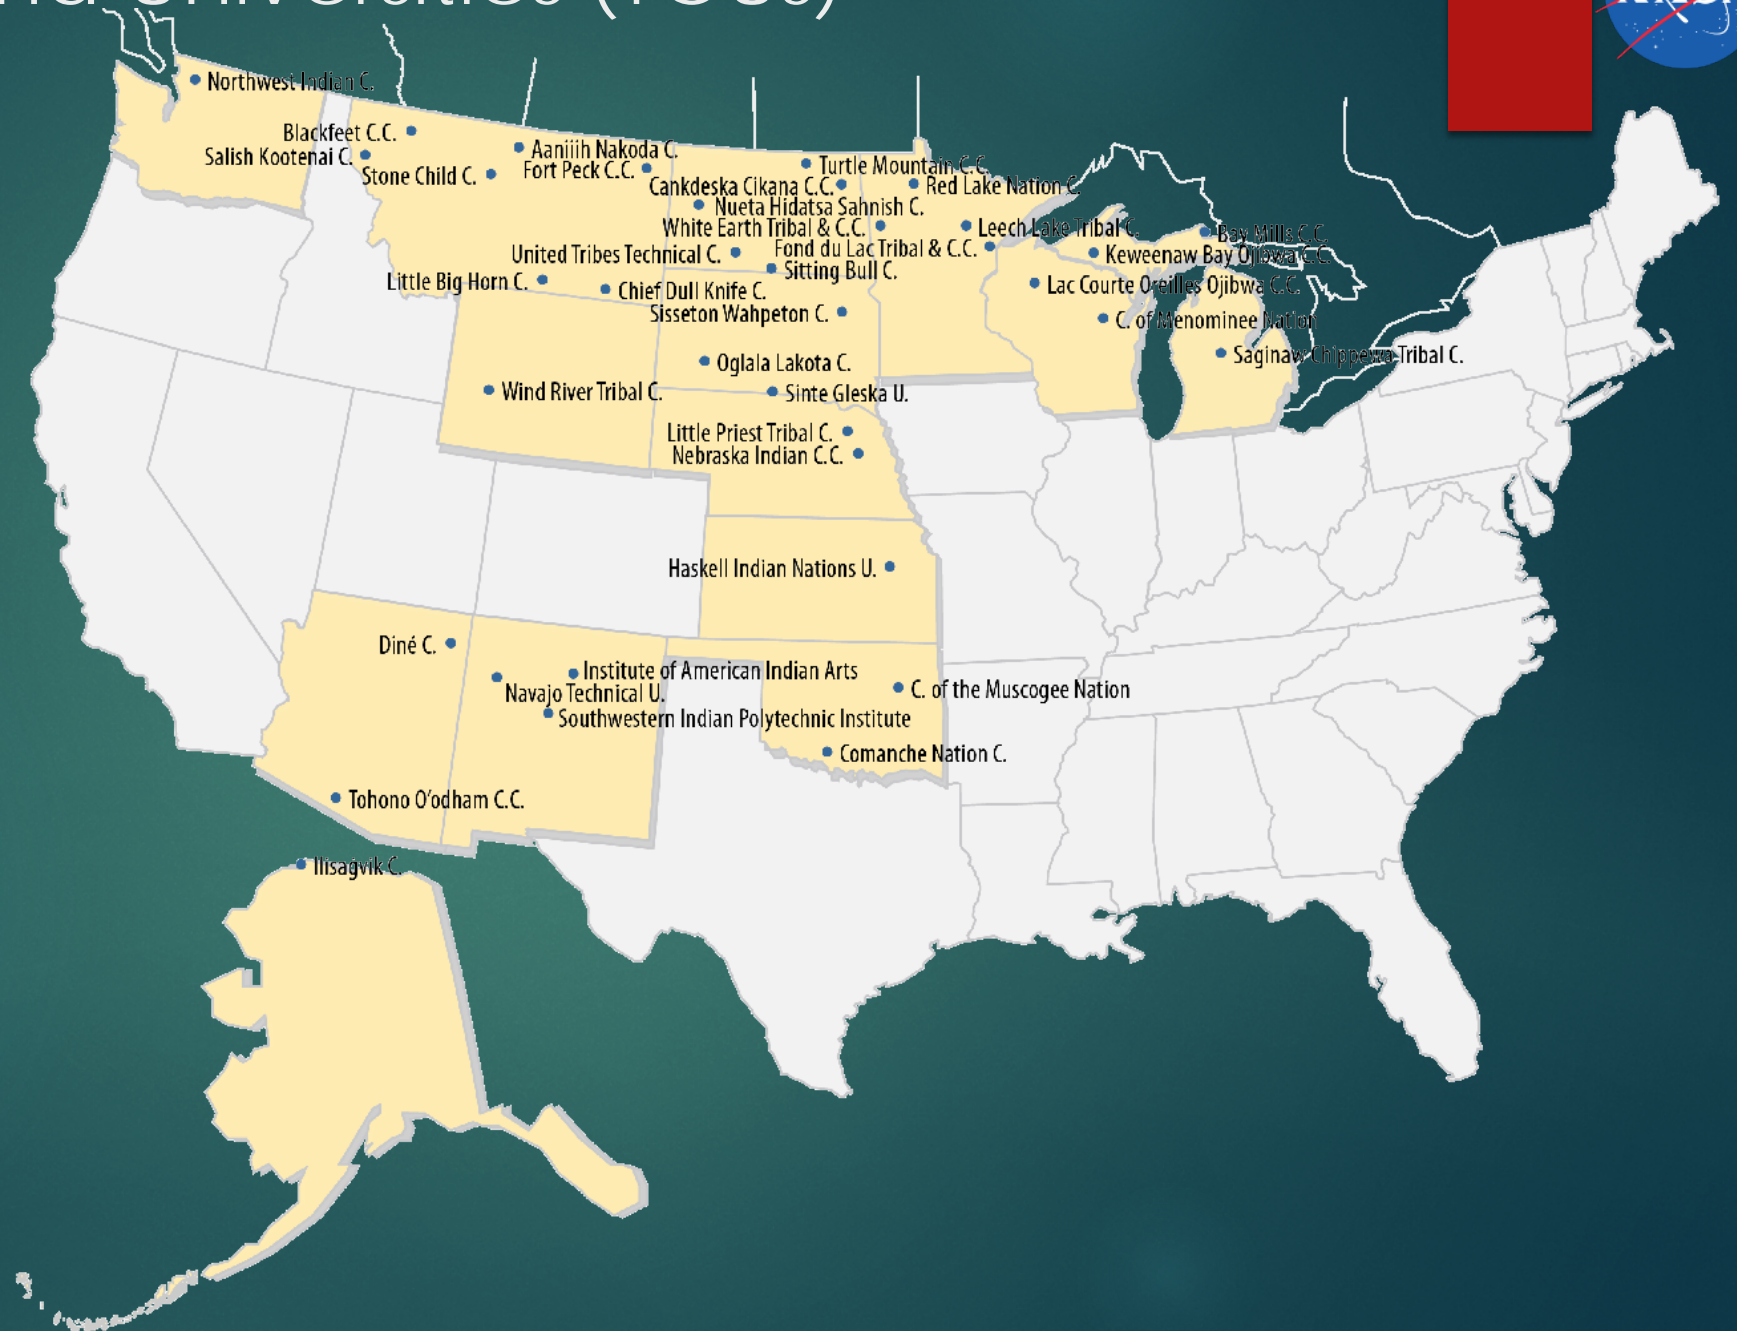 Universities (TCUs)
Northwest Indian C.
Blackfeet C.C.
Salish Kootenai C.
Stone Child C.
Aaniiih Nakoda C.
Fort Peck C.C.
Turtle Mountain C.C.
Cankdeska Cikana C.C.
Red Lake Nation C.
Nueta Hidatsa Sahnish C.
White Earth Tribal & C.C.
Leech Lake Tribal C.
Bay Mills C.C.
United Tribes Technical C.
Fond du Lac Tribal & C.C.
Keweenaw Bay Ojibwa C.C.
Sitting Bull C.
Little Big Horn C.
Chief Dull Knife C.
Lac Courte Oreilles Ojibwa C.C.
Sisseton Wahpeton C.
C. of Menominee Nation
Saginaw Chippewa Tribal C.
Oglala Lakota C.
Wind River Tribal C.
Sinte Gleska U.
Little Priest Tribal C.
Nebraska Indian C.C.
Haskell Indian Nations U.
Diné C.
Institute of American Indian Arts
Navajo Technical U.
C. of the Muscogee Nation
Southwestern Indian Polytechnic Institute
Comanche Nation C.
Tohono O'odham C.C.
Ilisaġvik C.